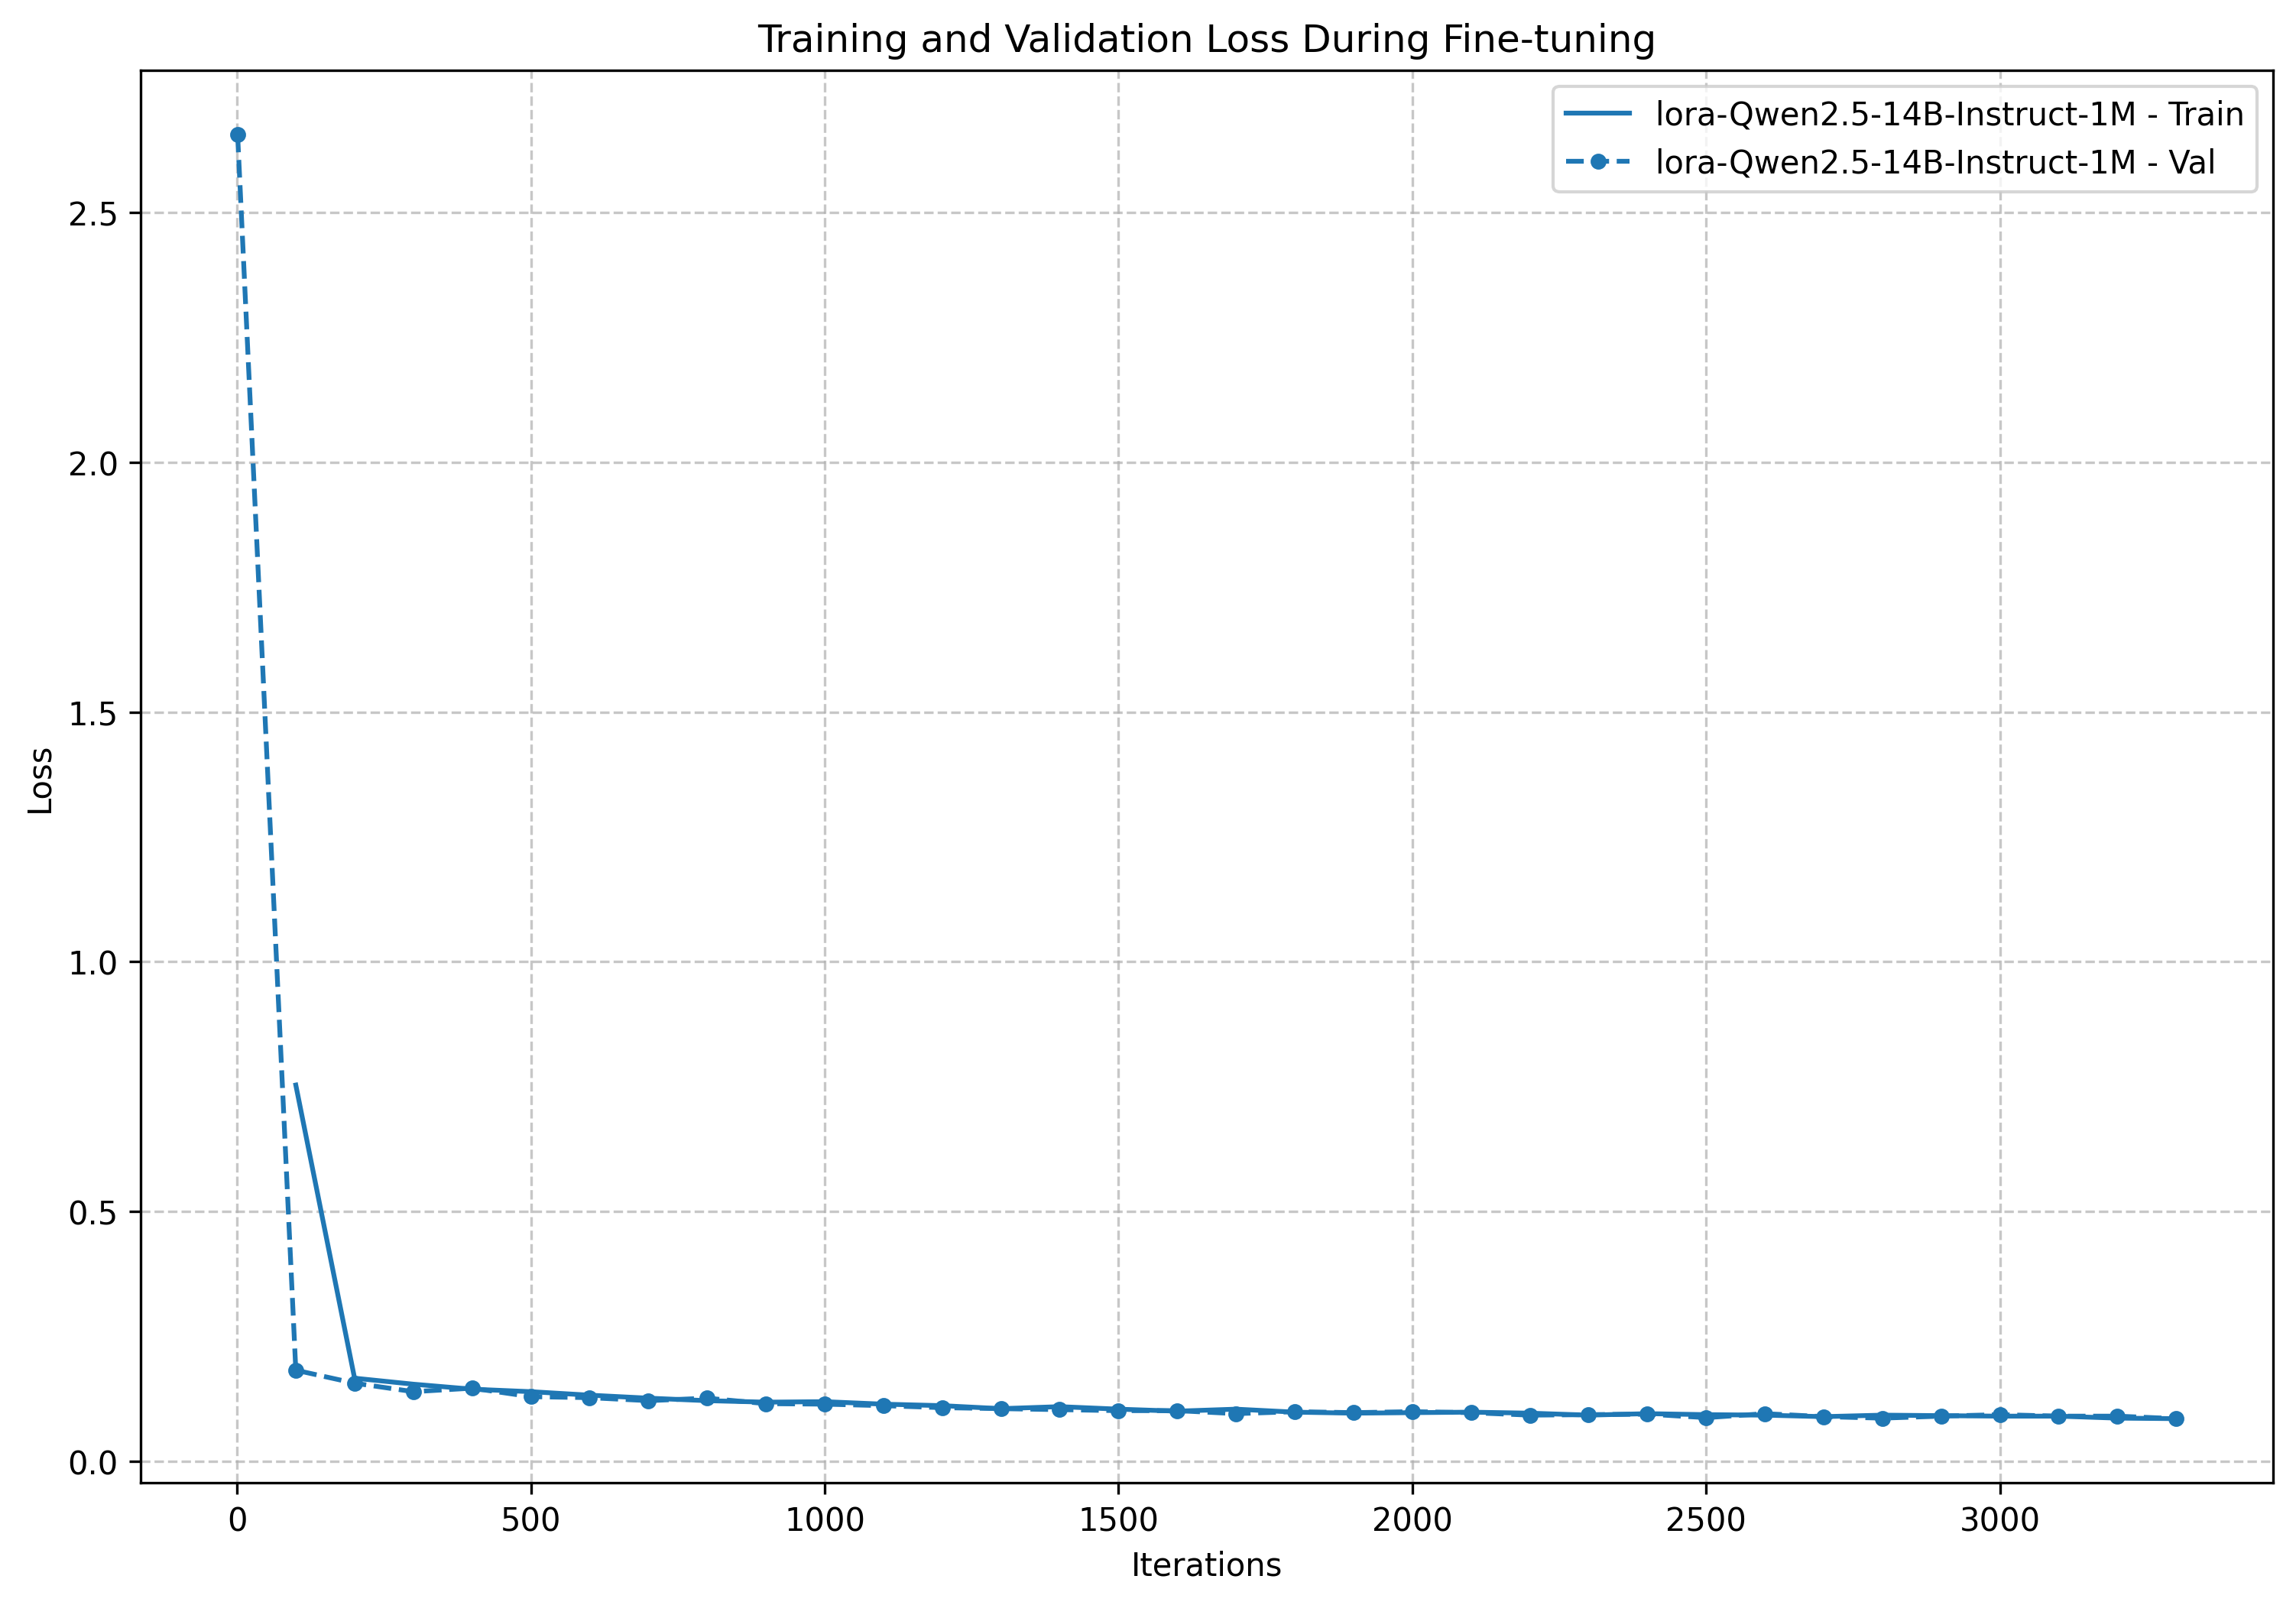 Training and Validation Loss During Fine-tuning
lora-Qwen2.5-14B-Instruct-1M - Train
lora-Qwen2.5-14B-Instruct-1M - Val
2.5
2.0
1.5
1.0
0.5
0.0
Loss
0 500 1000 1500 2000 2500 3000
Iterations